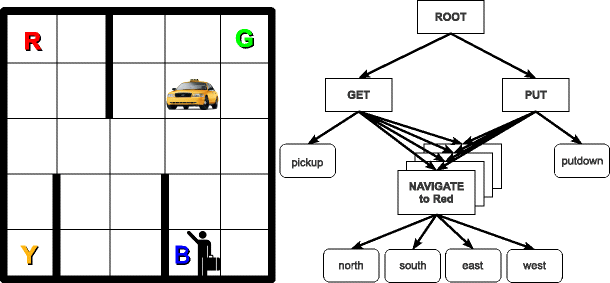 R
G
Y
B
ROOT
GET
PUT
pickup
NAVIGATE
to Red
putdown
north
south
east
west